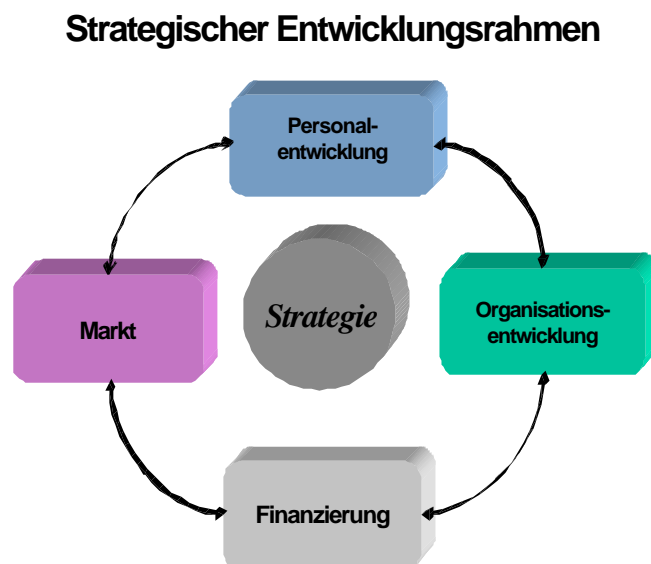 Strategischer Entwicklungsrahmen
Personal-
entwicklung
Markt
Strategie
Organisations-
entwicklung
Finanzierung